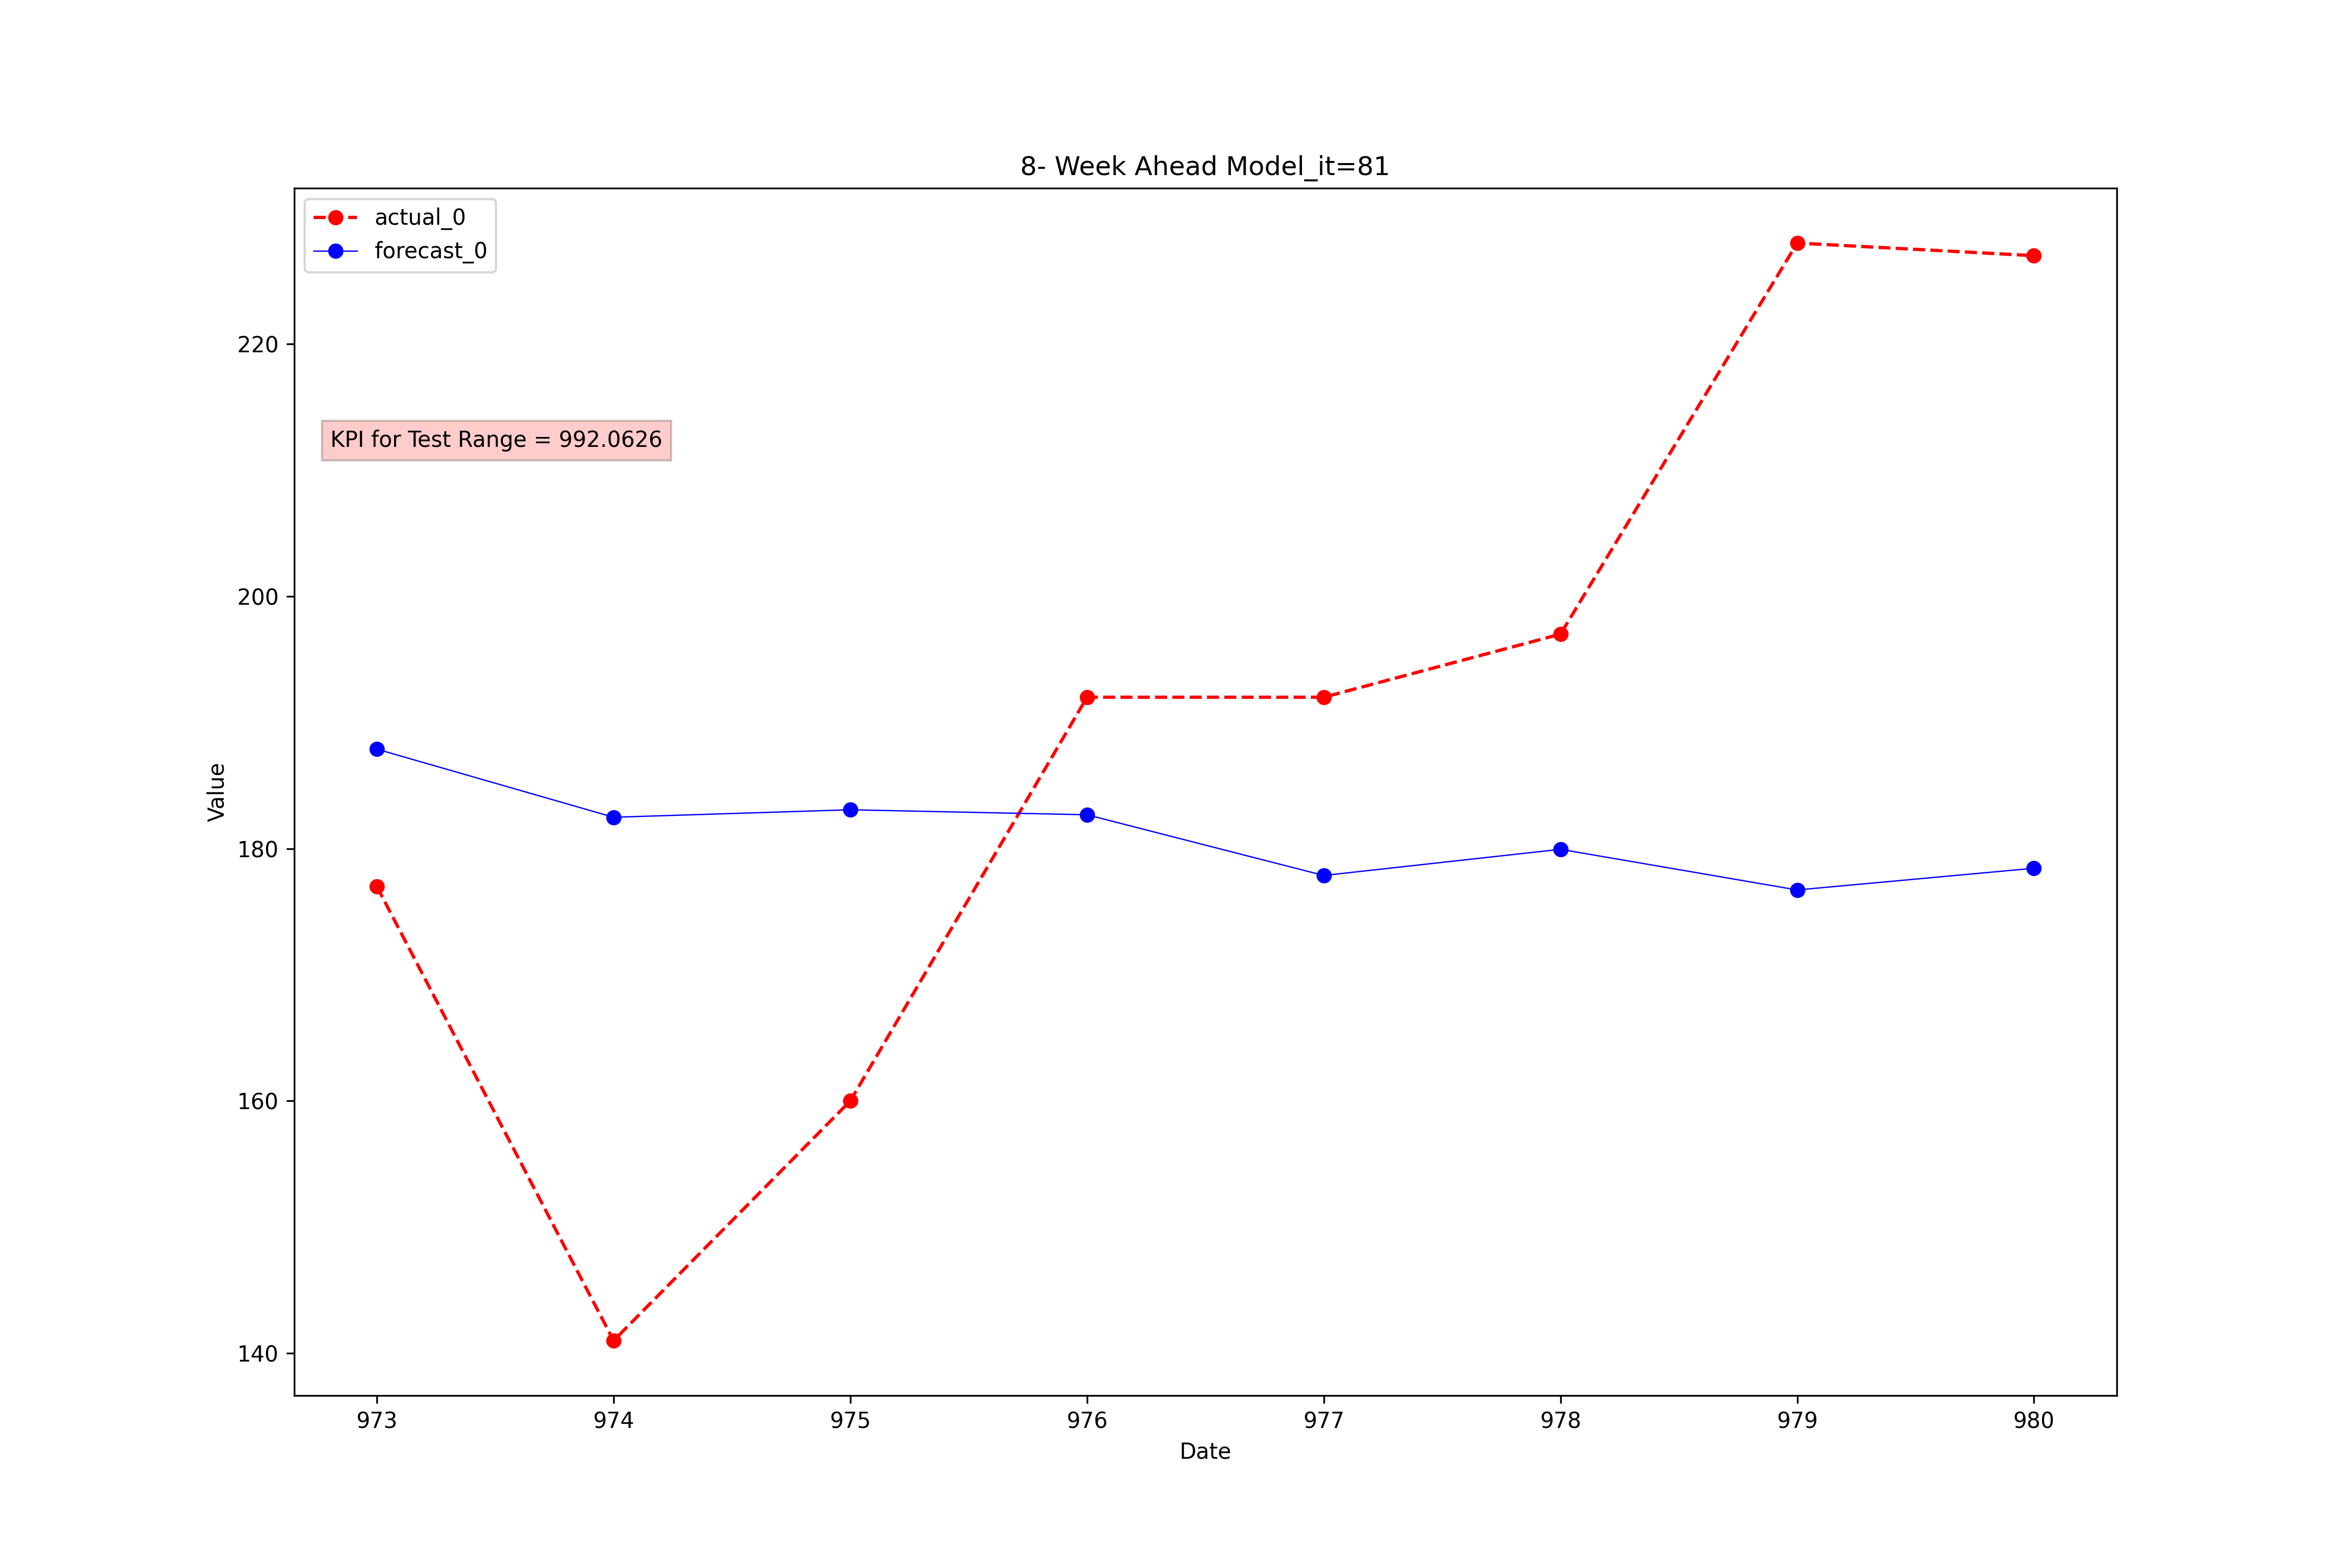 8- Week Ahead Model_it=81
actual_0
forecast_0
KPI for Test Range = 992.0626
220
200
180
160
140
Value
973 974 975 976 977 978 979 980
Date